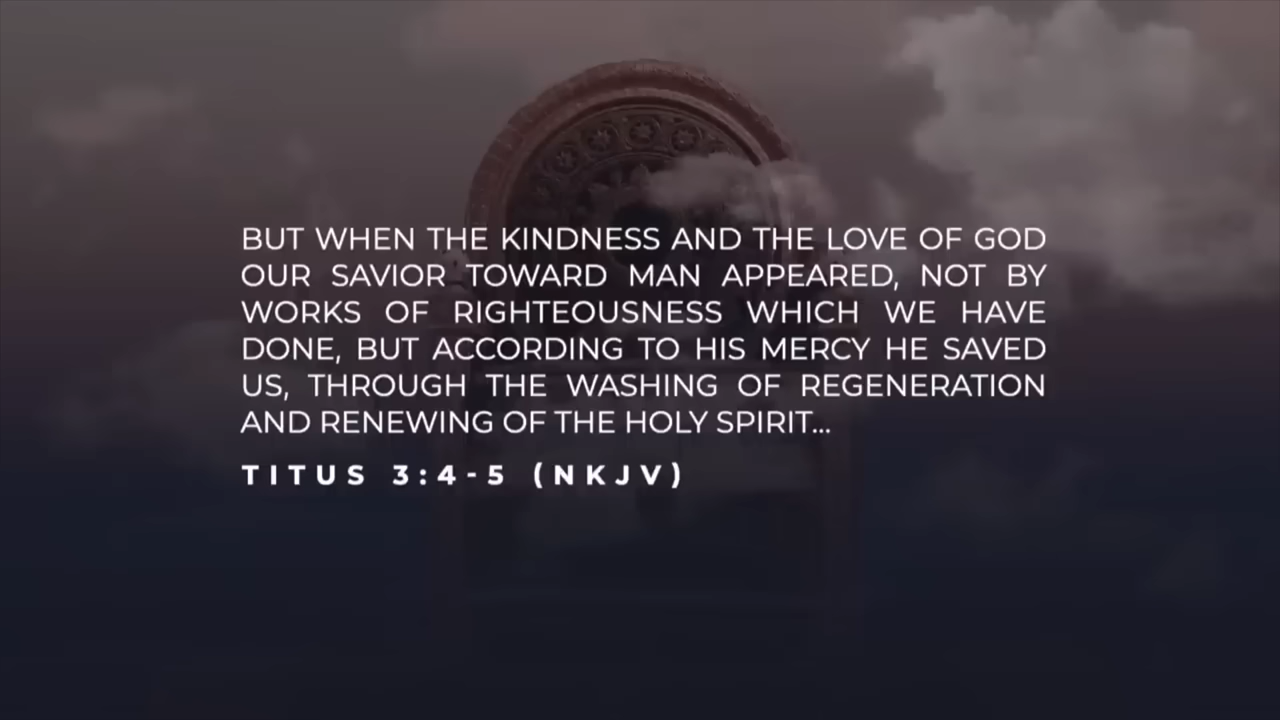 BUT WHEN THE KINDNESS AND THE LOVE OF GOD
OUR SAVIOR TOWARD MAN APPEARED, NOT BY
WORKS OF RIGHTEOUSNESS WHICH WE HAVE
DONE, BUT ACCORDING TO HIS MERCY HE SAVED
US, THROUGH THE WASHING OF REGENERATION
AND RENEWING OF THE HOLY SPIRIT...
TITUS 3:4-5 (NKJV)